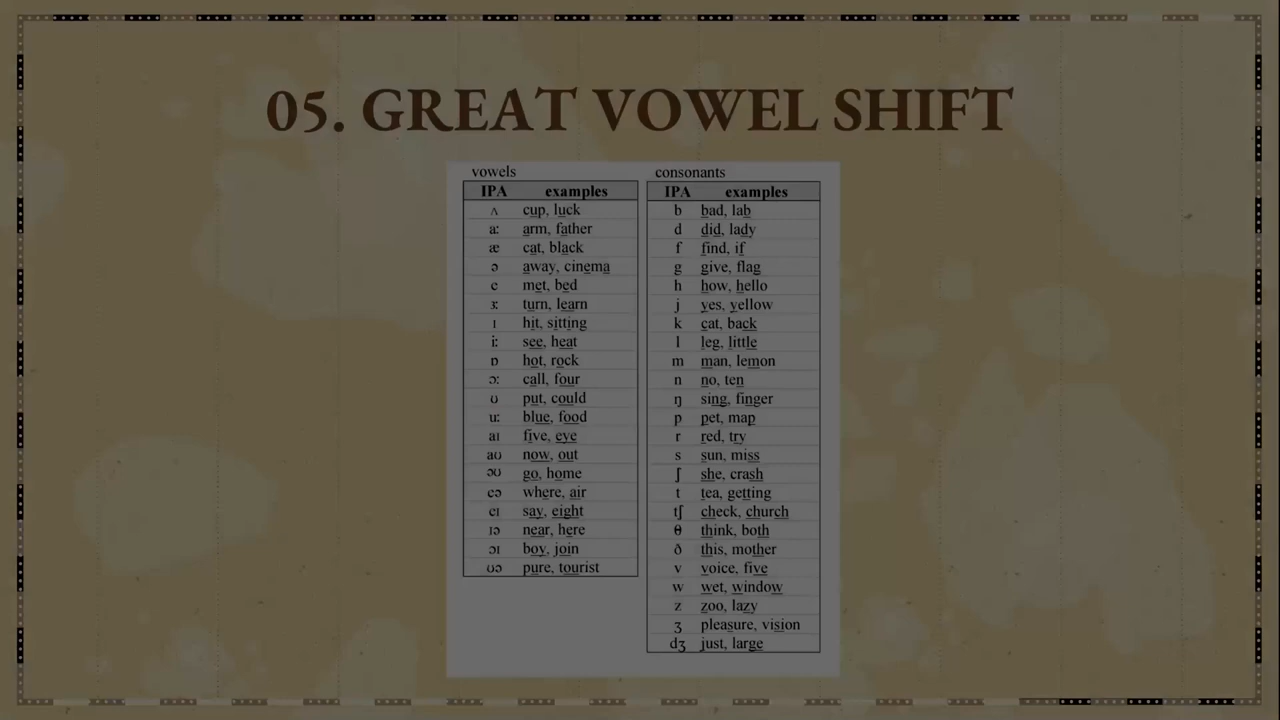 05. GREAT VOWEL SHIFT
vowels
IPA examples
ʌ cup, luck
a: arm, father
æ cat, black
ə away, cinema
e met, bed
ɜ: turn, learn
ɪ hit, sitting
i: see, heat
ɒ hot, rock
ɔ: call, four
ʊ put, could
u: blue, food
aɪ five, eye
aʊ now, out
əʊ go, home
eə where, air
eɪ say, eight
ɪə near, here
ɔɪ boy, join
ʊə pure, tourist
consonants
IPA examples
b bad, lab
d did, lady
f find, if
g give, flag
h how, hello
j yes, yellow
k cat, back
l leg, little
m man, lemon
n no, ten
ŋ sing, finger
p pet, map
r red, try
s sun, miss
ʃ she, crash
t tea, getting
tʃ check, church
θ think, both
ð this, mother
v voice, five
w wet, window
z zoo, lazy
ʒ pleasure, vision
dʒ just, large